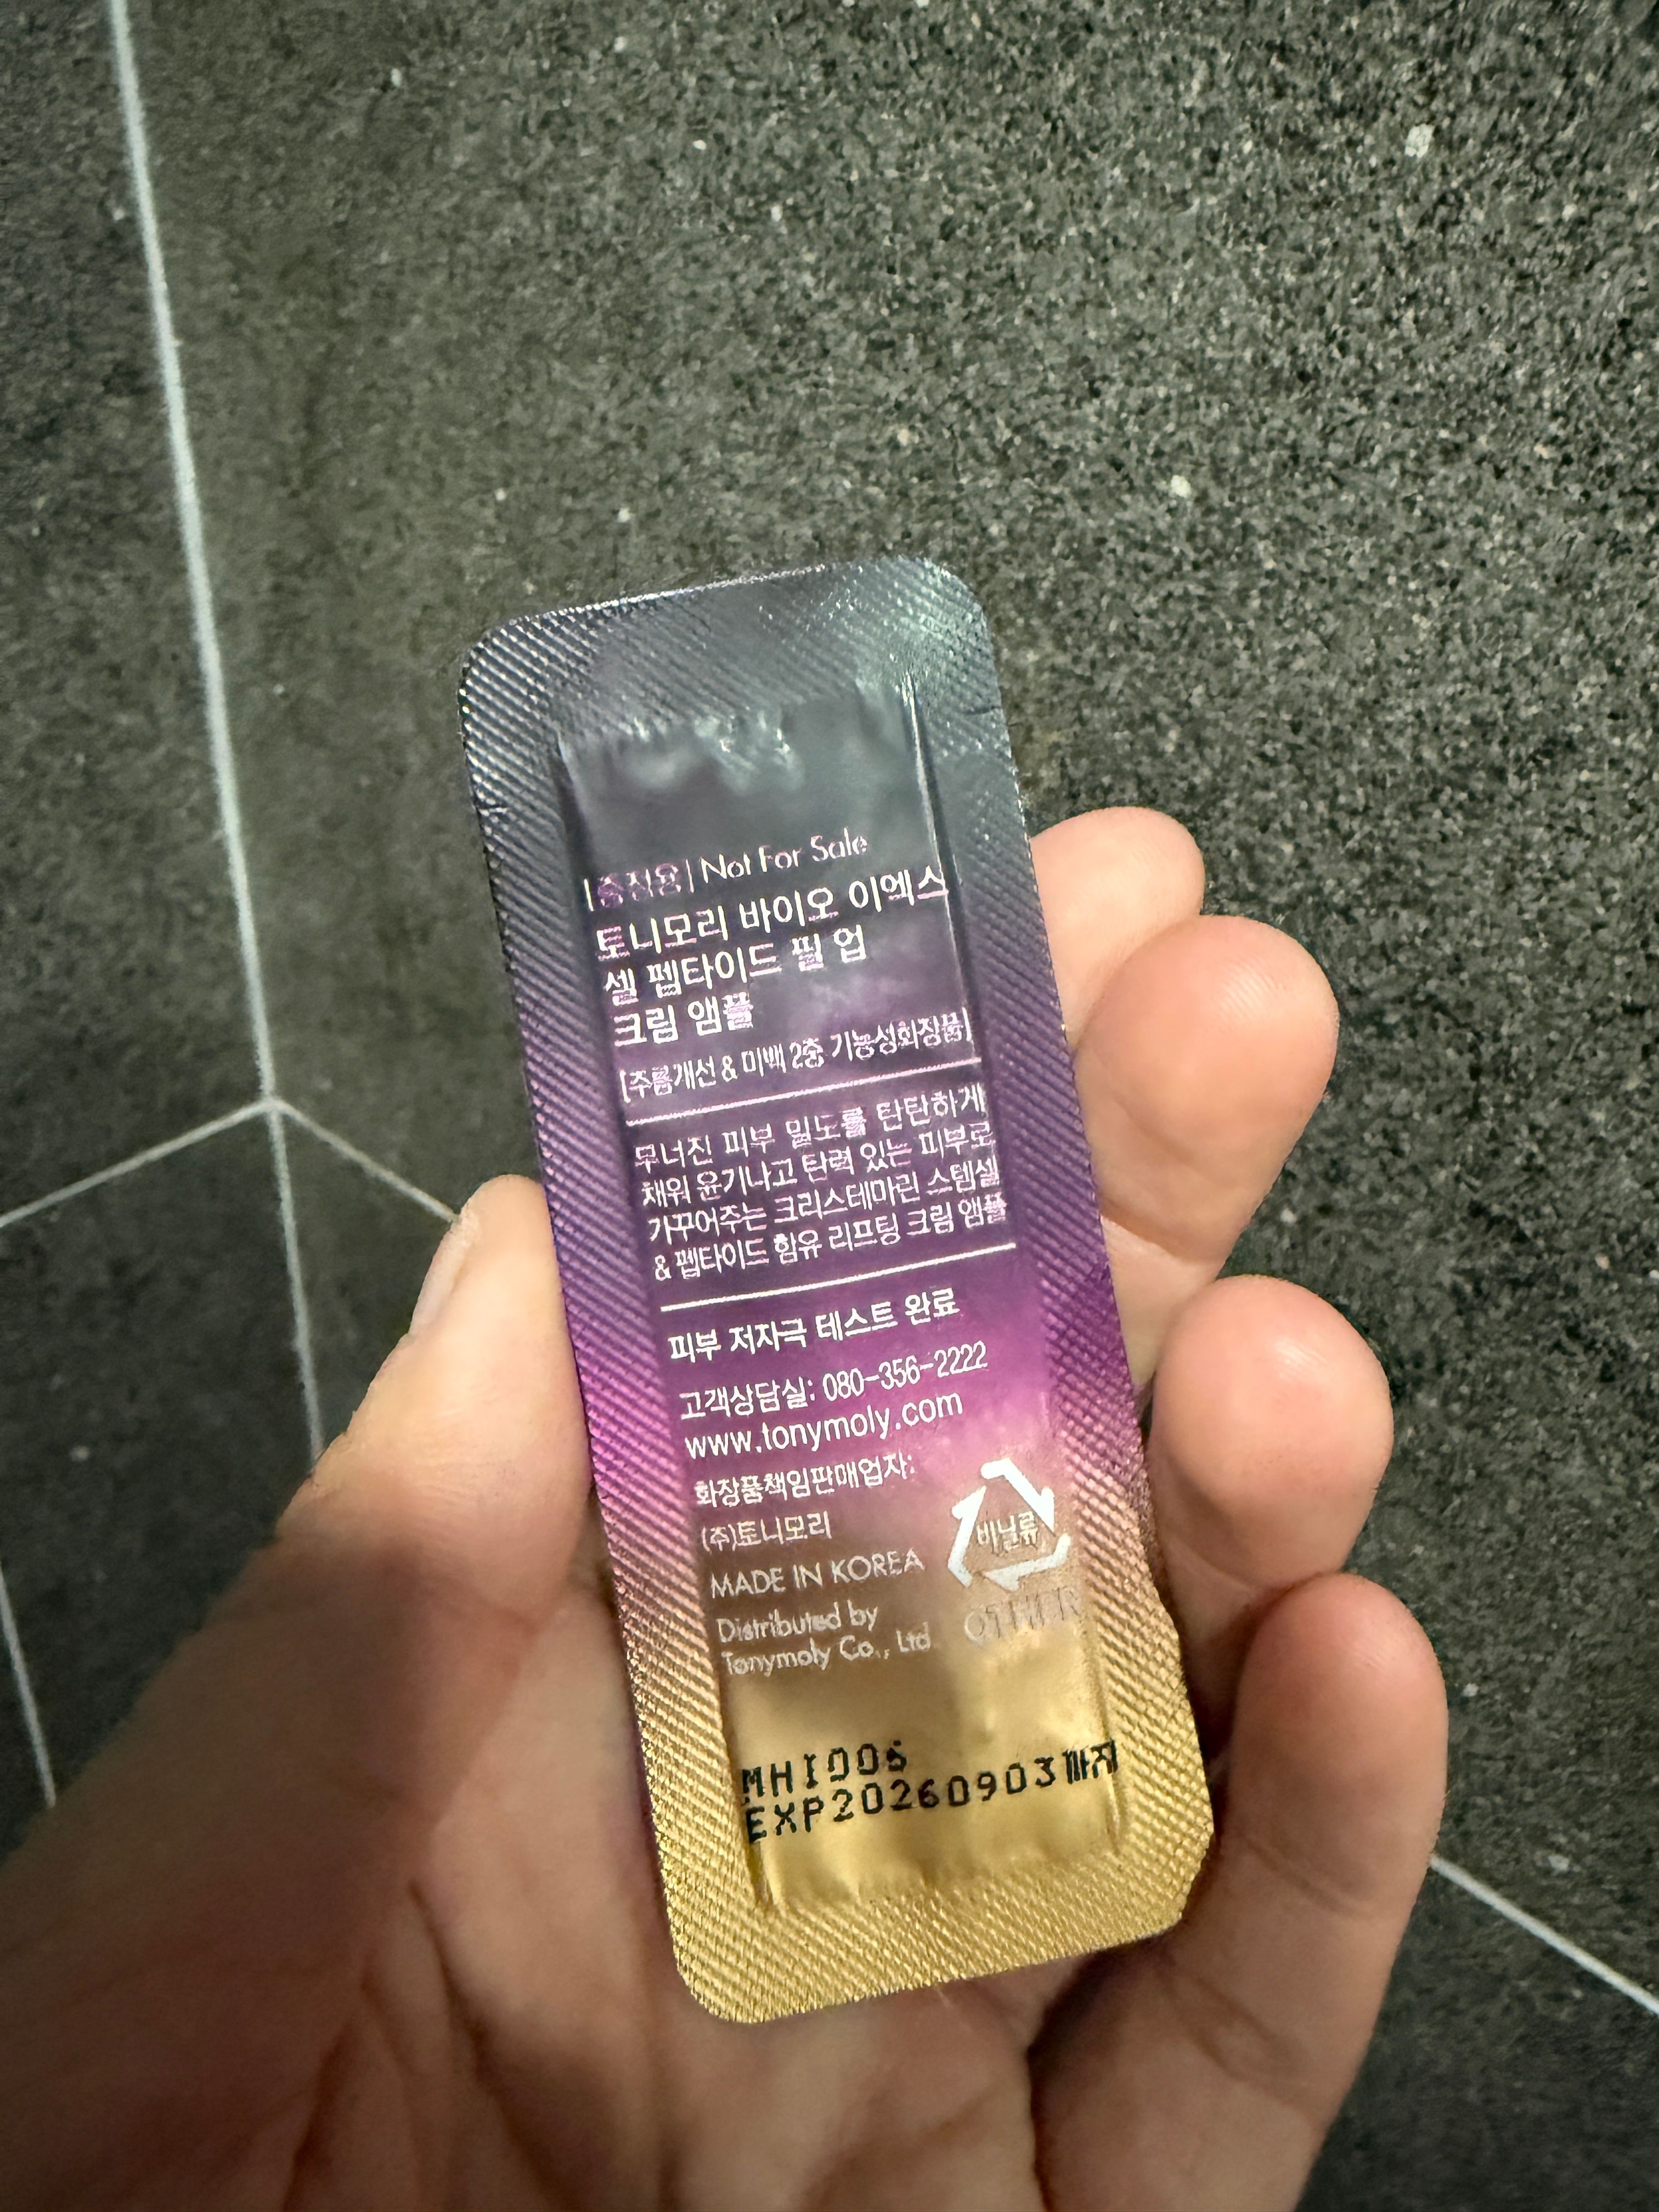 [증정용] Not For Sale
토니모리 바이오 이엑스
셀 펩타이드 필 업
크림 앰플
[주름개선 & 미백 2중 기능성화장품]
무너진 피부 밀도를 탄탄하게
채워 윤기나고 탄력 있는 피부로
가꾸어주는 크리스테마린 스템셀
& 펩타이드 함유 리프팅 크림 앰플
피부 저자극 테스트 완료
고객상담실: 080-356-2222
www.tonymoly.com
화장품책임판매업자:
(주)토니모리
MADE IN KOREA
Distributed by
Tonymoly Co., Ltd
비닐류
OTHER
MHI006
EXP20260903까지